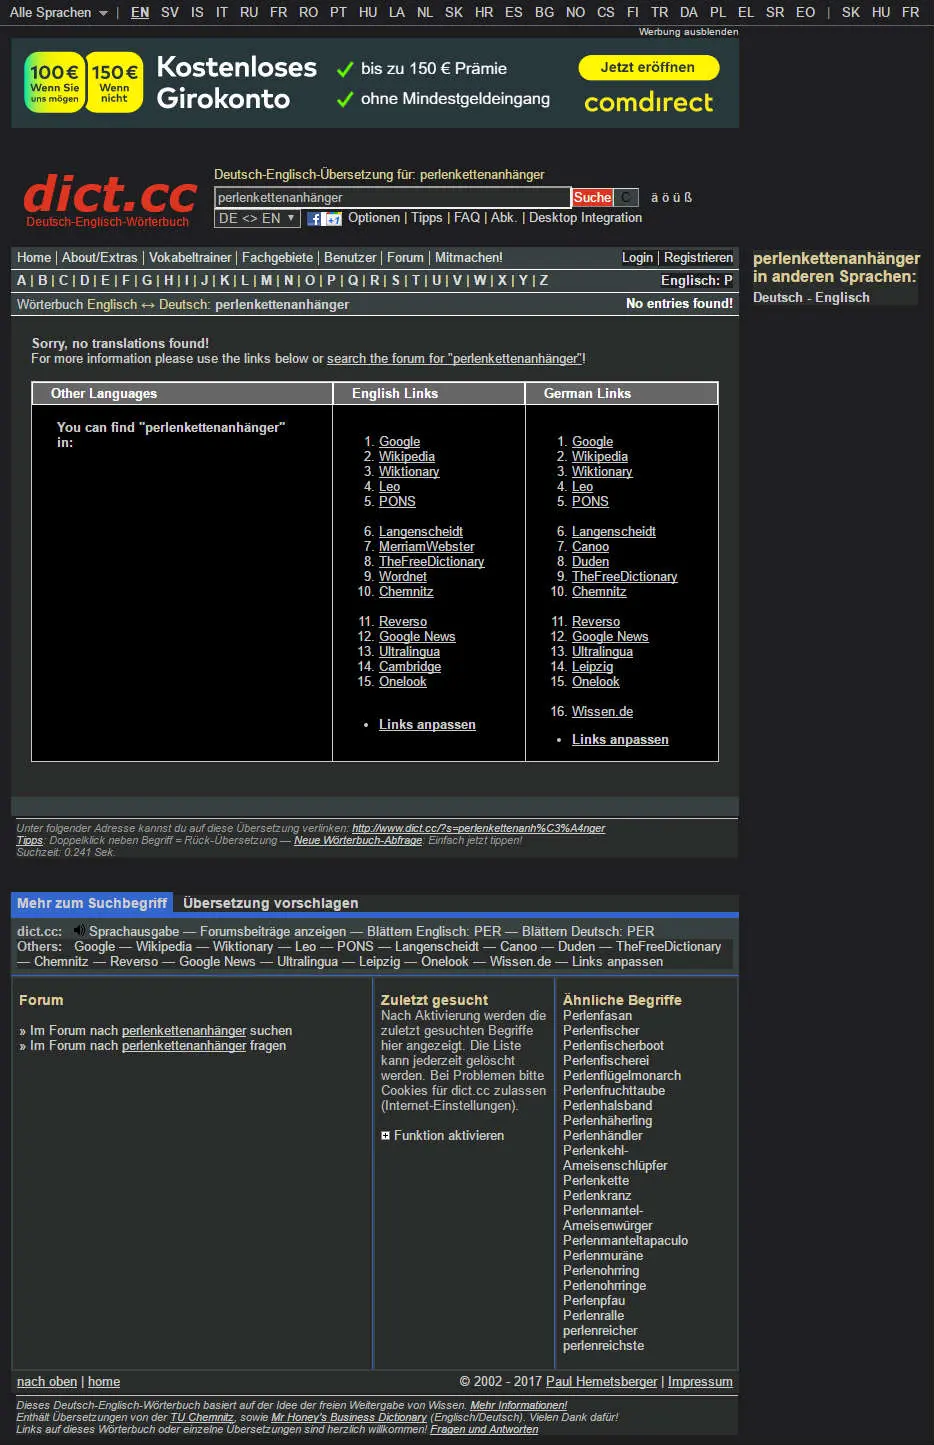 Alle Sprachen | EN SV IS IT RU FR RO PT HU LA NL SK HR ES BG NO CS FI TR DA PL EL SR EO | SK HU FR
Werbung ausblenden
100 € Wenn Sie uns mögen
150 € Wenn nicht
Kostenloses Girokonto
bis zu 150 € Prämie
ohne Mindestgeldeingang
Jetzt eröffnen
comdirect
dict.cc
Deutsch-Englisch-Wörterbuch
Deutsch-Englisch-Übersetzung für: perlenkettenanhänger
perlenkettenanhänger Suche C ä ö ü ß
DE <> EN f +1 Optionen | Tipps | FAQ | Abk. | Desktop Integration
Home | About/Extras | Vokabeltrainer | Fachgebiete | Benutzer | Forum | Mitmachen! Login | Registrieren
A | B | C | D | E | F | G | H | I | J | K | L | M | N | O | P | Q | R | S | T | U | V | W | X | Y | Z Englisch: P
Wörterbuch Englisch ↔ Deutsch: perlenkettenanhänger No entries found!
perlenkettenanhänger
in anderen Sprachen:
Deutsch - Englisch
Sorry, no translations found!
For more information please use the links below or search the forum for "perlenkettenanhänger"!
Other Languages
You can find "perlenkettenanhänger"
in:
English Links
1. Google
2. Wikipedia
3. Wiktionary
4. Leo
5. PONS
6. Langenscheidt
7. MerriamWebster
8. TheFreeDictionary
9. Wordnet
10. Chemnitz
11. Reverso
12. Google News
13. Ultralingua
14. Cambridge
15. Onelook
• Links anpassen
German Links
1. Google
2. Wikipedia
3. Wiktionary
4. Leo
5. PONS
6. Langenscheidt
7. Canoo
8. Duden
9. TheFreeDictionary
10. Chemnitz
11. Reverso
12. Google News
13. Ultralingua
14. Leipzig
15. Onelook
16. Wissen.de
• Links anpassen
Unter folgender Adresse kannst du auf diese Übersetzung verlinken: http://www.dict.cc/?s=perlenkettenanh%C3%A4nger
Tipps: Doppelklick neben Begriff = Rück-Übersetzung — Neue Wörterbuch-Abfrage: Einfach jetzt tippen!
Suchzeit: 0.241 Sek.
Mehr zum Suchbegriff Übersetzung vorschlagen
dict.cc: Sprachausgabe — Forumsbeiträge anzeigen — Blättern Englisch: PER — Blättern Deutsch: PER
Others: Google — Wikipedia — Wiktionary — Leo — PONS — Langenscheidt — Canoo — Duden — TheFreeDictionary
— Chemnitz — Reverso — Google News — Ultralingua — Leipzig — Onelook — Wissen.de — Links anpassen
Forum
» Im Forum nach perlenkettenanhänger suchen
» Im Forum nach perlenkettenanhänger fragen
Zuletzt gesucht
Nach Aktivierung werden die
zuletzt gesuchten Begriffe
hier angezeigt. Die Liste
kann jederzeit gelöscht
werden. Bei Problemen bitte
Cookies für dict.cc zulassen
(Internet-Einstellungen).
Funktion aktivieren
Ähnliche Begriffe
Perlenfasan
Perlenfischer
Perlenfischerboot
Perlenfischerei
Perlenflügelmonarch
Perlenfruchttaube
Perlenhalsband
Perlenhäherling
Perlenhändler
Perlenkehl-
Ameisenschlüpfer
Perlenkette
Perlenkranz
Perlenmantel-
Ameisenwürger
Perlenmanteltapaculo
Perlenmuräne
Perlenohrring
Perlenohrringe
Perlenpfau
Perlenralle
perlenreicher
perlenreichste
nach oben | home © 2002 - 2017 Paul Hemetsberger | Impressum
Dieses Deutsch-Englisch-Wörterbuch basiert auf der Idee der freien Weitergabe von Wissen. Mehr Informationen!
Enthält Übersetzungen von der TU Chemnitz, sowie Mr Honey's Business Dictionary (Englisch/Deutsch). Vielen Dank dafür!
Links auf dieses Wörterbuch oder einzelne Übersetzungen sind herzlich willkommen! Fragen und Antworten